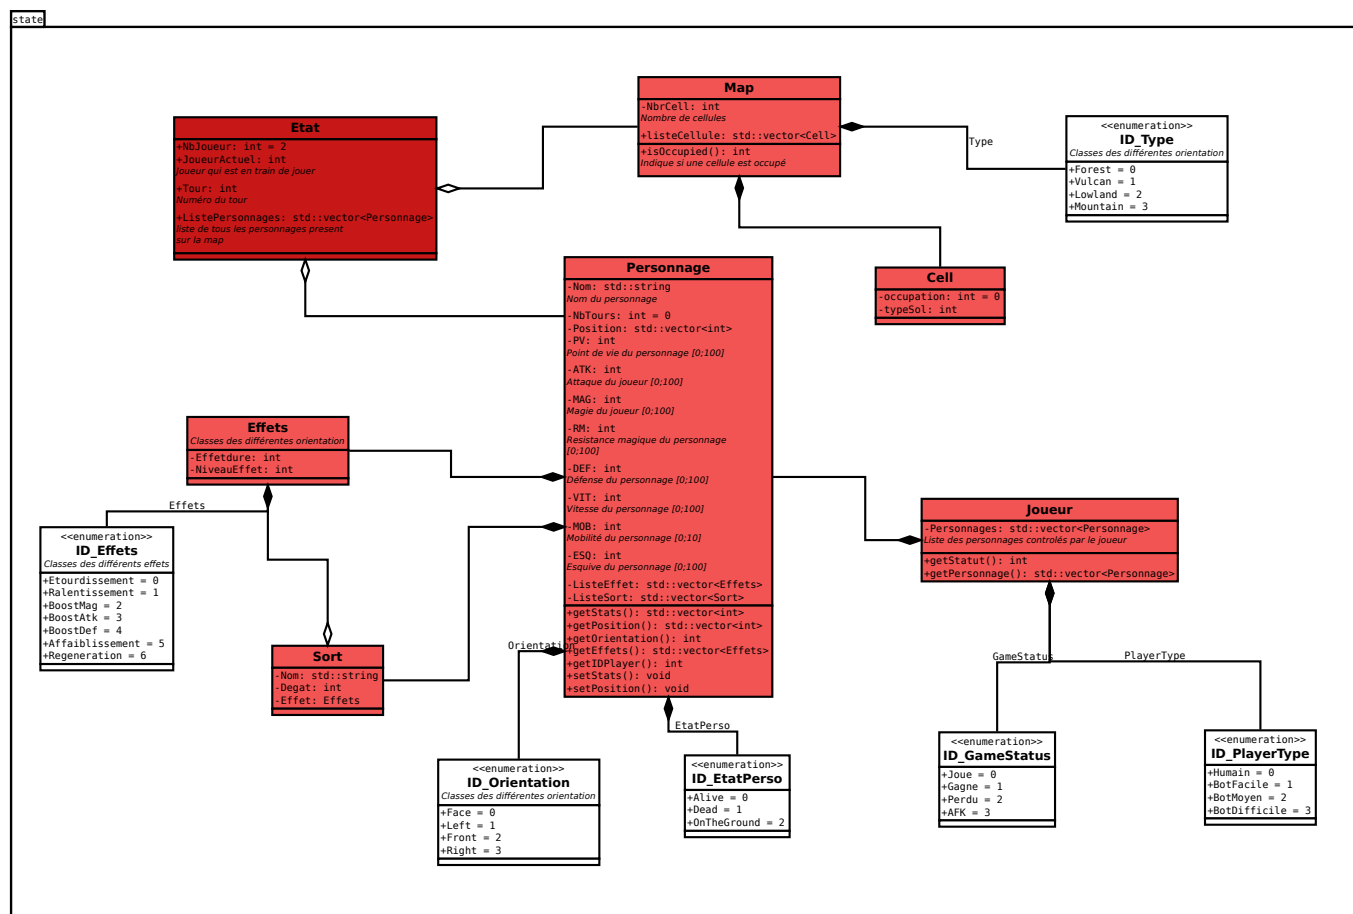 state
Map
-NbrCell: int
Nombre de cellules
+listeCellule: std::vector<Cell>
+isOccupied(): int
Indique si une cellule est occupé
Type
<<enumeration>>
ID_Type
Classes des différentes orientation
+Forest = 0
+Vulcan = 1
+Lowland = 2
+Mountain = 3
Etat
+NbJoueur: int = 2
+JoueurActuel: int
Joueur qui est en train de jouer
+Tour: int
Numéro du tour
+ListePersonnages: std::vector<Personnage>
liste de tous les personnages present
sur la map
Cell
-occupation: int = 0
-typeSol: int
Personnage
-Nom: std::string
Nom du personnage
-NbTours: int = 0
-Position: std::vector<int>
-PV: int
Point de vie du personnage [0;100]
-ATK: int
Attaque du joueur [0;100]
-MAG: int
Magie du joueur [0;100]
-RM: int
Resistance magique du personnage
[0;100]
-DEF: int
Défense du personnage [0;100]
-VIT: int
Vitesse du personnage [0;100]
-MOB: int
Mobilité du personnage [0;10]
-ESQ: int
Esquive du personnage [0;100]
-ListeEffet: std::vector<Effets>
-ListeSort: std::vector<Sort>
+getStats(): std::vector<int>
+getPosition(): std::vector<int>
+getOrientation(): int
+getEffets(): std::vector<Effets>
+getIDPlayer(): int
+setStats(): void
+setPosition(): void
Effets
Classes des différentes orientation
-Effetdure: int
-NiveauEffet: int
Effets
<<enumeration>>
ID_Effets
Classes des différents effets
+Etourdissement = 0
+Ralentissement = 1
+BoostMag = 2
+BoostAtk = 3
+BoostDef = 4
+Affaiblissement = 5
+Regeneration = 6
Sort
-Nom: std::string
-Degat: int
-Effet: Effets
Joueur
-Personnages: std::vector<Personnage>
Liste des personnages controlés par le joueur
+getStatut(): int
+getPersonnage(): std::vector<Personnage>
Orientation
<<enumeration>>
ID_Orientation
Classes des différentes orientation
+Face = 0
+Left = 1
+Front = 2
+Right = 3
EtatPerso
<<enumeration>>
ID_EtatPerso
+Alive = 0
+Dead = 1
+OnTheGround = 2
GameStatus
<<enumeration>>
ID_GameStatus
+Joue = 0
+Gagne = 1
+Perdu = 2
+AFK = 3
PlayerType
<<enumeration>>
ID_PlayerType
+Humain = 0
+BotFacile = 1
+BotMoyen = 2
+BotDifficile = 3